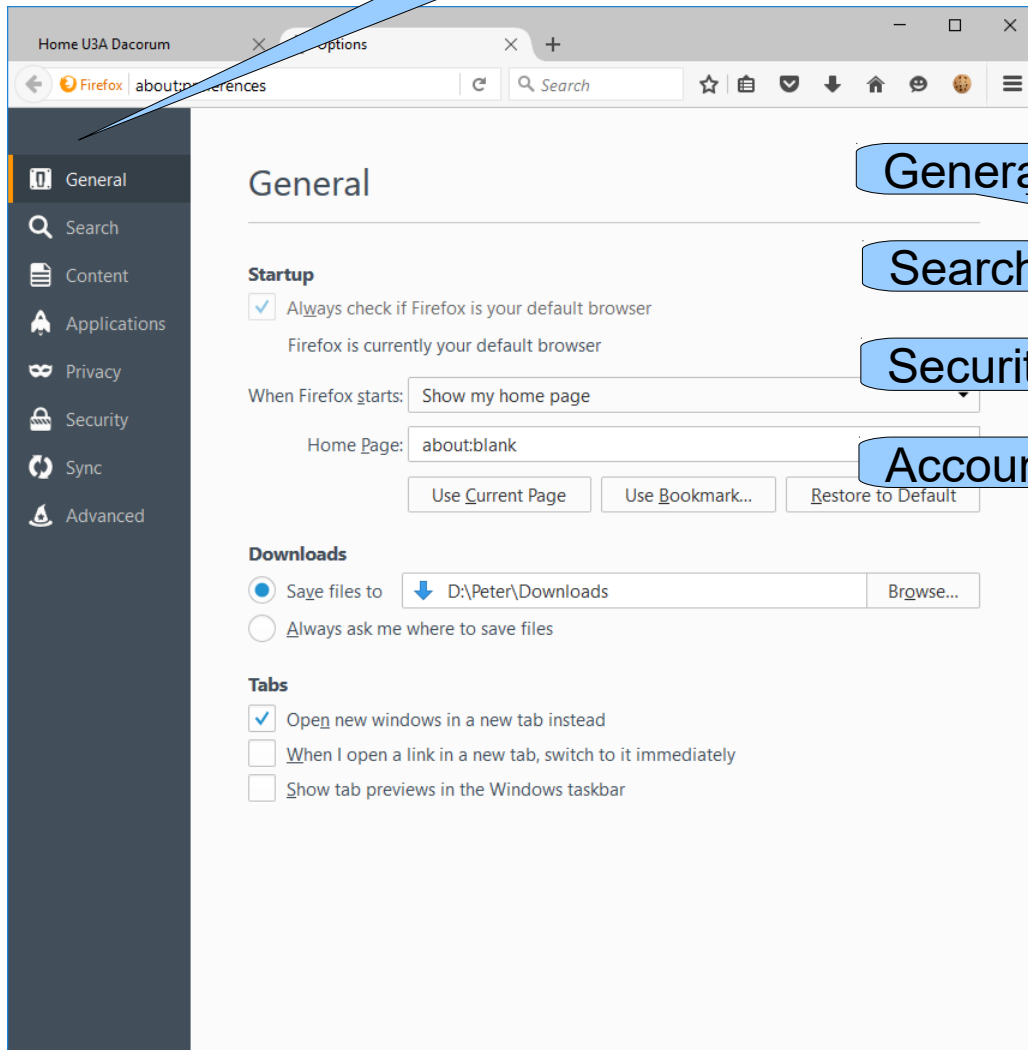 Home U3A Dacorum
Options
Firefox about:preferences
Search
General
Search
Content
Applications
Privacy
Security
Sync
Advanced
General
Startup
Always check if Firefox is your default browser
Firefox is currently your default browser
When Firefox starts: Show my home page
Home Page: about:blank
Use Current Page Use Bookmark... Restore to Default
Downloads
Save files to D:\Peter\Downloads Browse...
Always ask me where to save files
Tabs
Open new windows in a new tab instead
When I open a link in a new tab, switch to it immediately
Show tab previews in the Windows taskbar
Genera
Search
Securit
Accoun